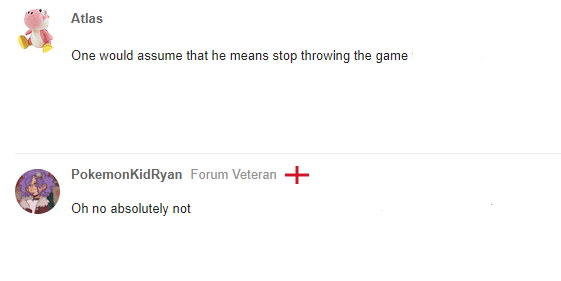 Atlas
One would assume that he means stop throwing the game
PokemonKidRyan Forum Veteran
Oh no absolutely not